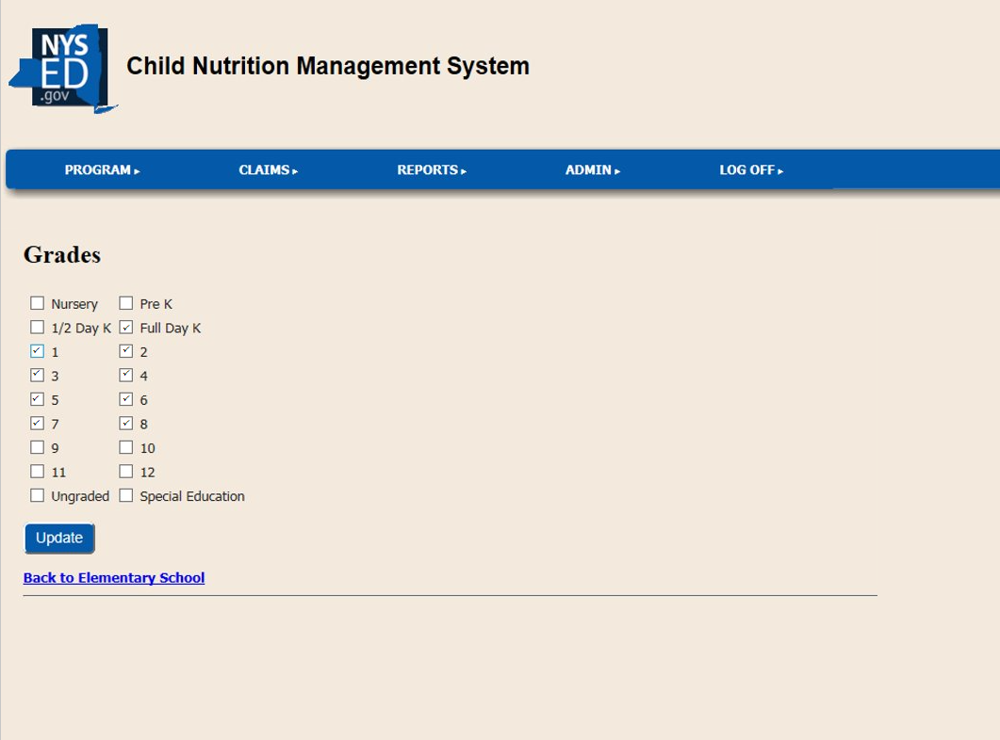 NYS
ED
.gov
Child Nutrition Management System
PROGRAM ▸ CLAIMS ▸ REPORTS ▸ ADMIN ▸ LOG OFF ▸
Grades
Nursery Pre K
1/2 Day K Full Day K
1 2
3 4
5 6
7 8
9 10
11 12
Ungraded Special Education
Update
Back to Elementary School